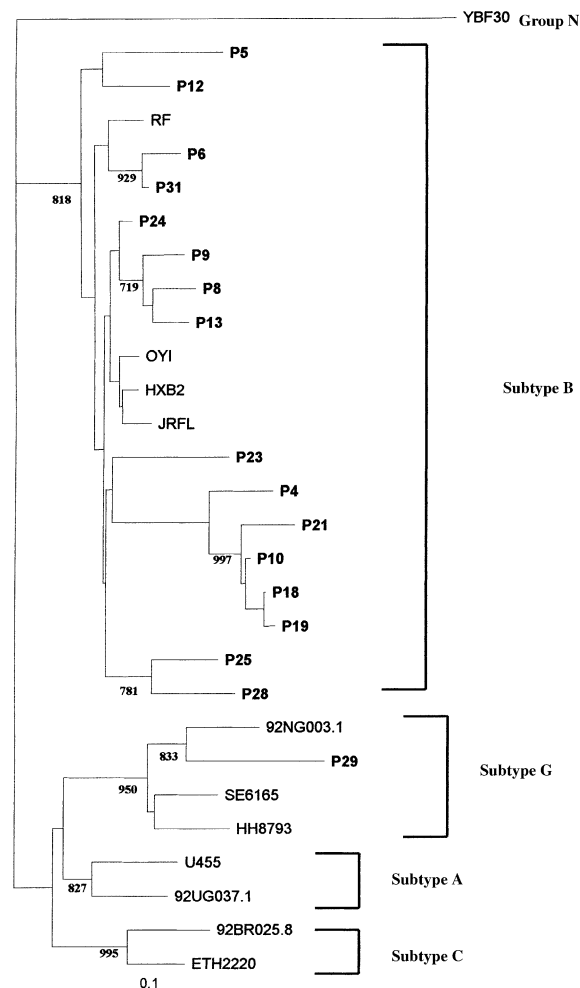 YBF30 Group N
P5
P12
RF
P6
929
P31
818
P24
P9
719
P8
P13
OYI
HXB2
Subtype B
JRFL
P23
P4
P21
997
P10
P18
P19
P25
781
P28
92NG003.1
833
P29
Subtype G
950
SE6165
HH8793
U455
Subtype A
827
92UG037.1
92BR025.8
995
Subtype C
ETH2220
0.1